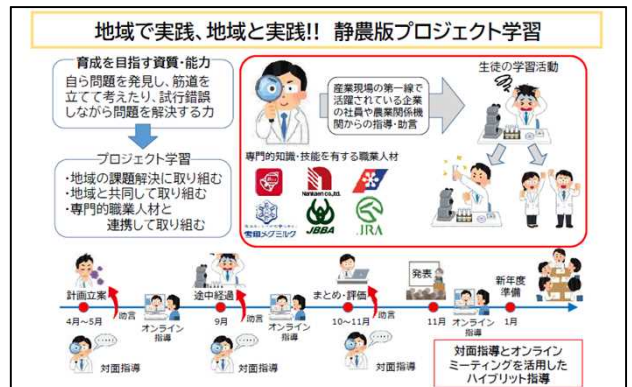 地域で実践、地域と実践!! 静農版プロジェクト学習
育成を目指す資質・能力
自ら問題を発見し、筋道を
立てて考えたり、試行錯誤
しながら問題を解決する力
プロジェクト学習
・地域の課題解決に取り組む
・地域と共同して取り組む
・専門的職業人材と
連携して取り組む
産業現場の第一線で
活躍されている企業
の社員や農業関係機
関からの指導・助言
生徒の学習活動
専門的知識・技能を有する職業人材
Nankaen co.,ltd.
雪印メグミルク
JBBA
JRA
計画立案
途中経過
まとめ・評価
発表
新年度
準備
4月~5月
助言
オンライン
指導
9月
助言
オンライン
指導
10~11月
助言
11月
オンライン
指導
1月
対面指導
対面指導
対面指導
対面指導とオンライン
ミーティングを活用した
ハイブリット指導